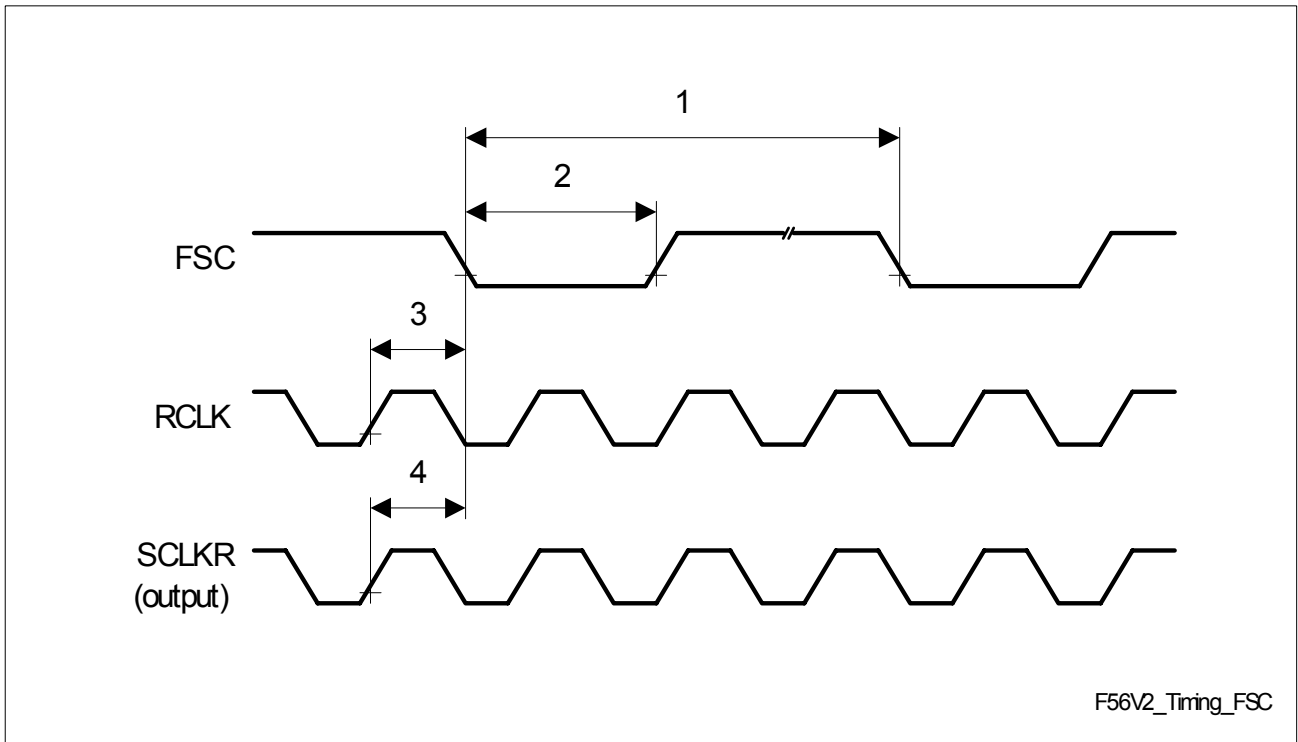 1
2
FSC
3
RCLK
4
SCLKR
(output)
F56V2_Timing_FSC